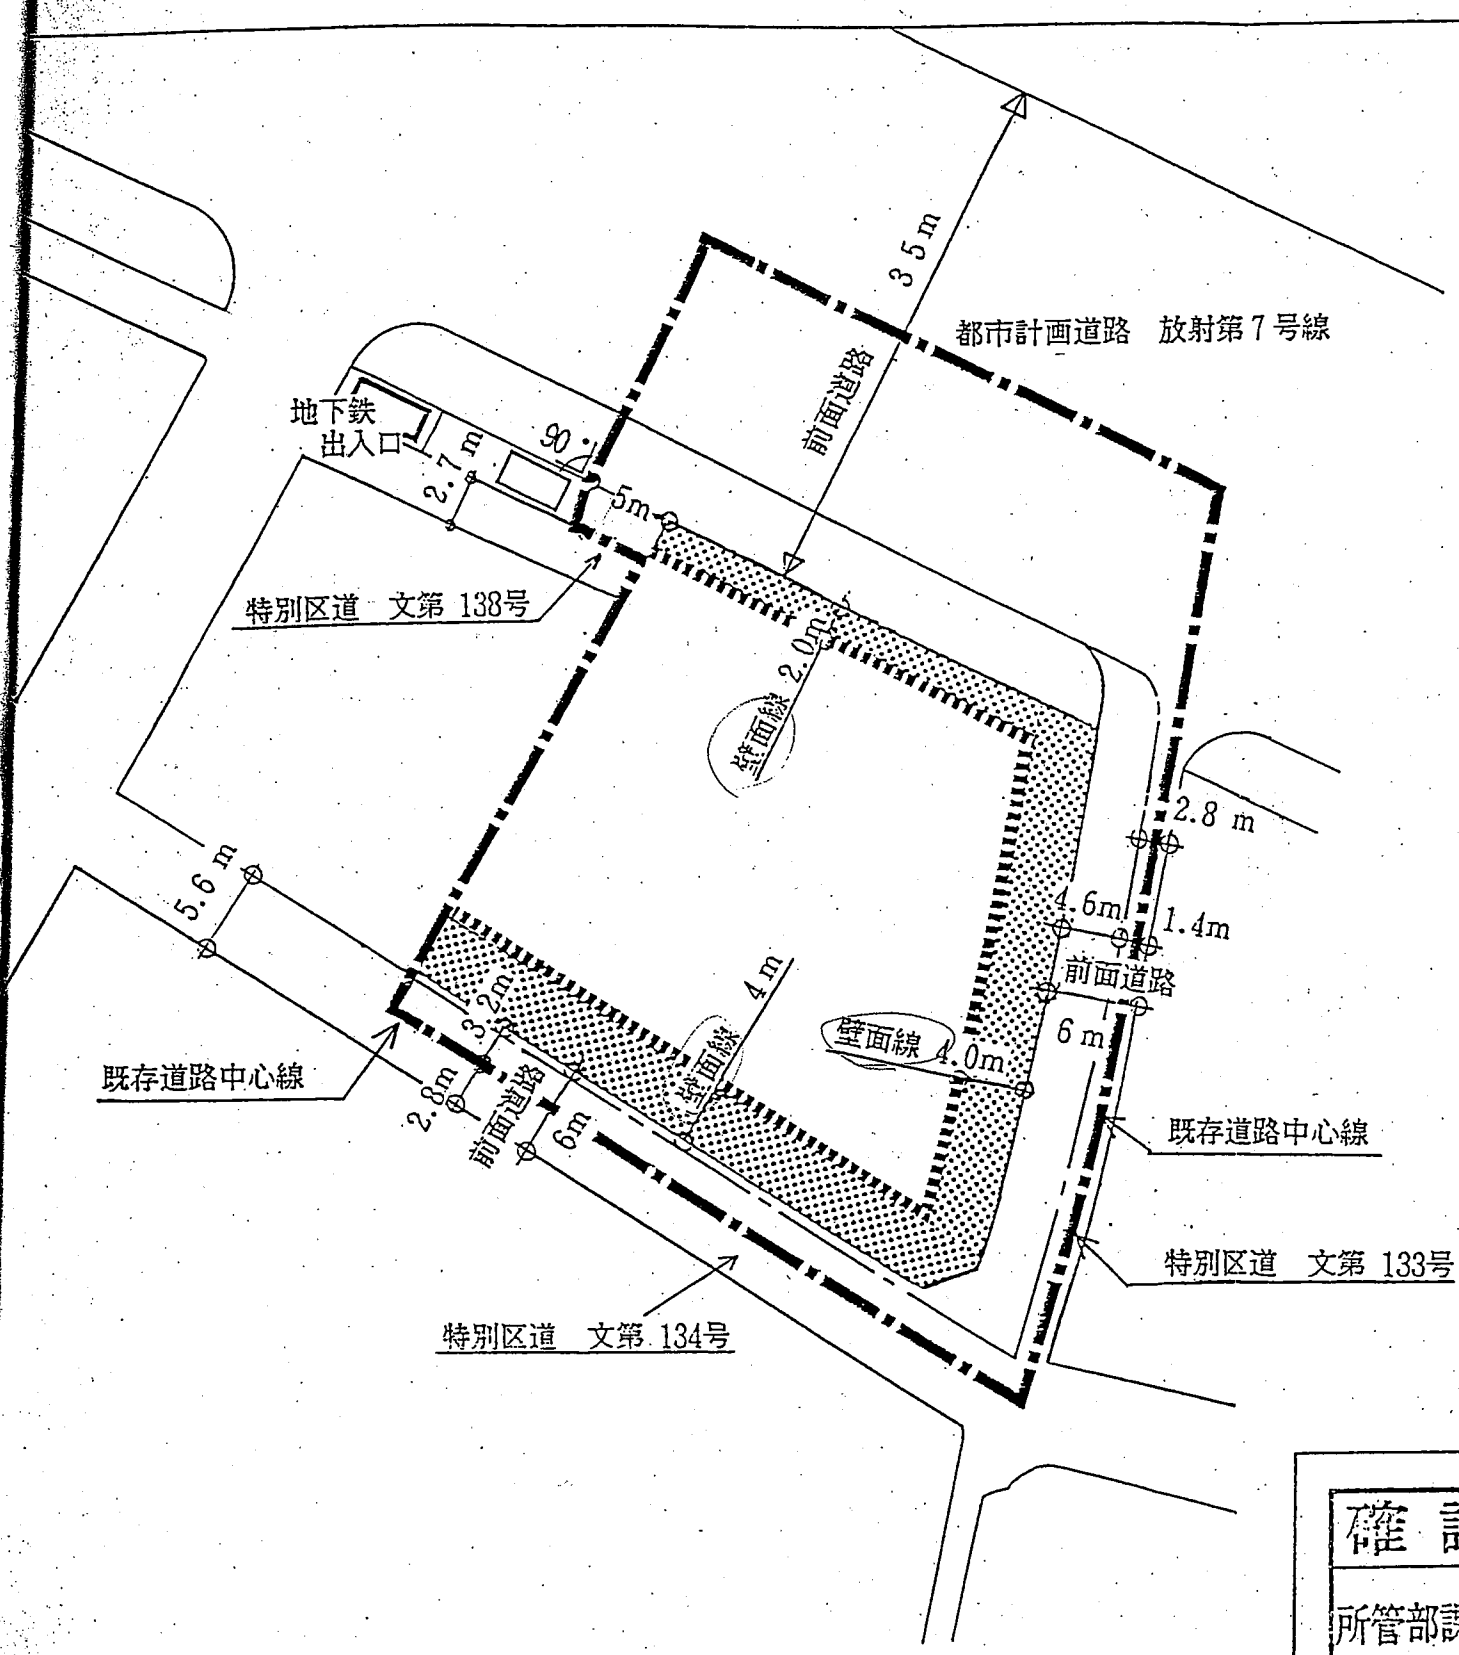 35m
都市計画道路 放射第7号線
前面道路
地下鉄
出入口
90
2.7m
5m
特別区道 文第 138号
壁面線 2.0m
2.8 m
4.6m
1.4m
前面道路
6m
5.6 m
4m
壁面線
壁面線 4.0m
3.2m
2.8m
前面道路
6m
既存道路中心線
既存道路中心線
特別区道 文第 133号
特別区道 文第 134号
確
所管部課